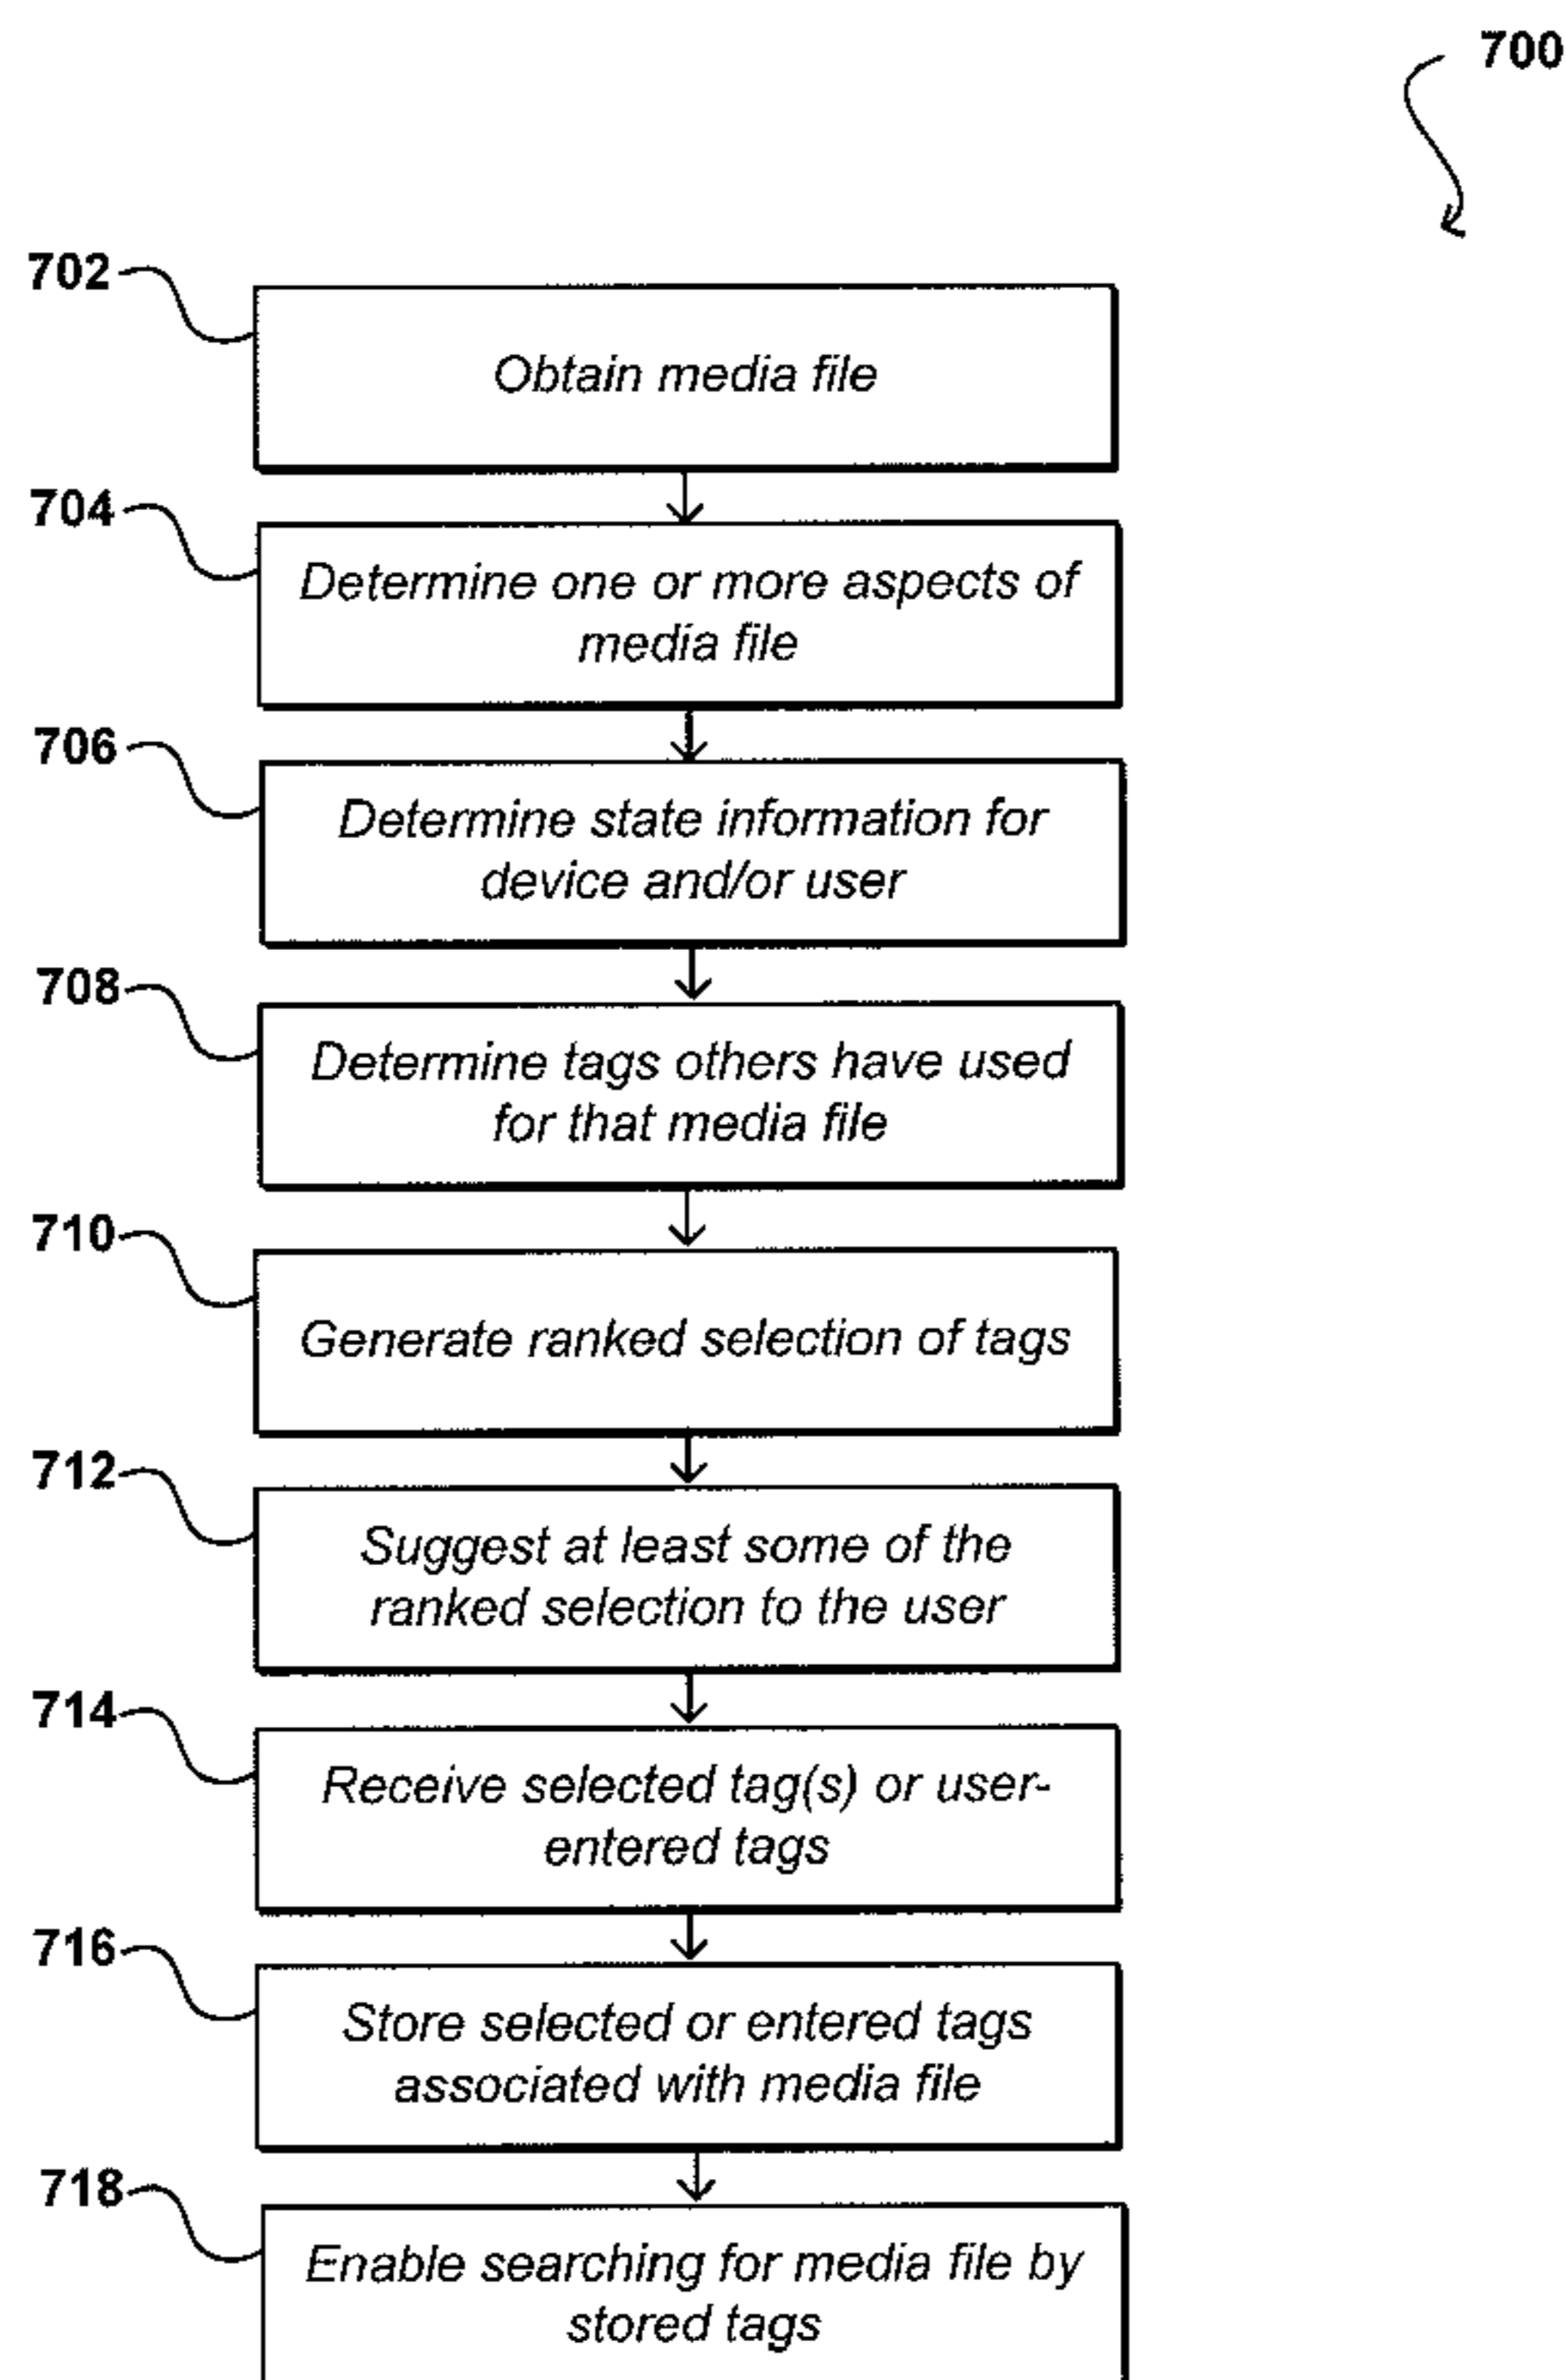 700
702
Obtain media file
704
Determine one or more aspects of
media file
706
Determine state information for
device and/or user
708
Determine tags others have used
for that media file
710
Generate ranked selection of tags
712
Suggest at least some of the
ranked selection to the user
714
Receive selected tag(s) or user-
entered tags
716
Store selected or entered tags
associated with media file
718
Enable searching for media file by
stored tags